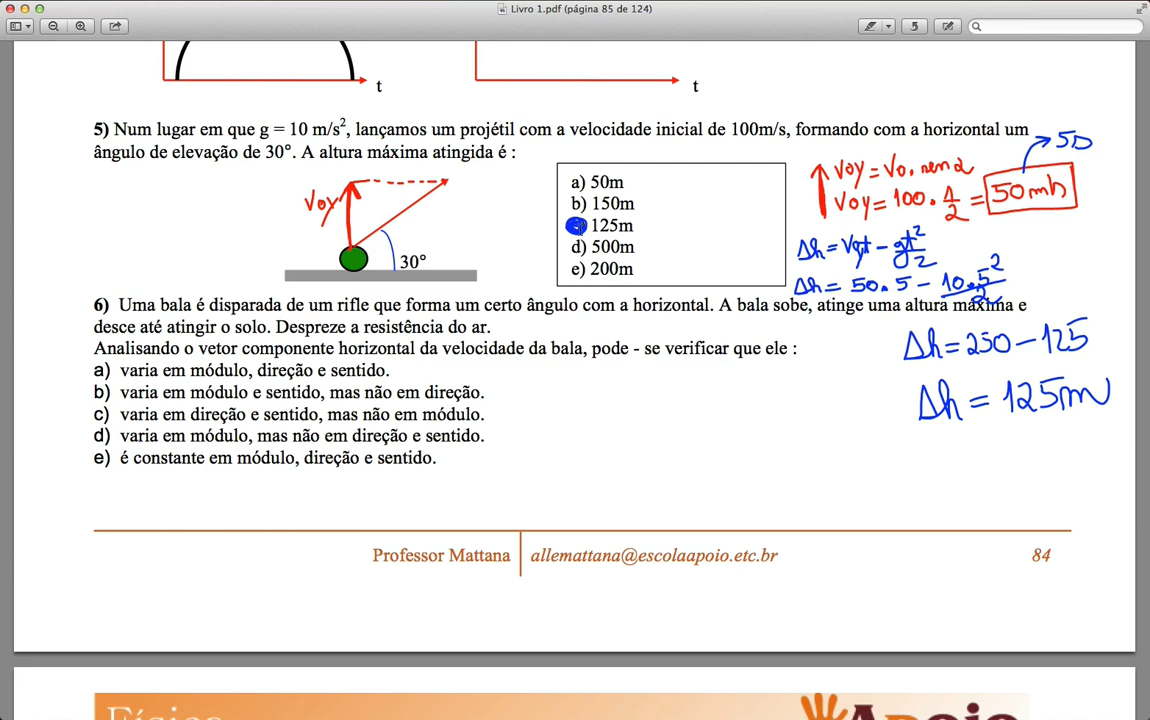 Livro 1.pdf (página 85 de 124)
5
t
t
5) Num lugar em que g = 10 m/s², lançamos um projétil com a velocidade inicial de 100m/s, formando com a horizontal um
ângulo de elevação de 30°. A altura máxima atingida é :
Voy
30°
a) 50m
b) 150m
125m
d) 500m
e) 200m
Voy = Vo . sen α
Voy = 100 . 1/2 = 50 m/s
Δh = Voyt - gt²/2
Δh = 50 . 5 - 10 . 5²/2
Δh = 250 - 125
Δh = 125m
6) Uma bala é disparada de um rifle que forma um certo ângulo com a horizontal. A bala sobe, atinge uma altura máxima e
desce até atingir o solo. Despreze a resistência do ar.
Analisando o vetor componente horizontal da velocidade da bala, pode - se verificar que ele :
a) varia em módulo, direção e sentido.
b) varia em módulo e sentido, mas não em direção.
c) varia em direção e sentido, mas não em módulo.
d) varia em módulo, mas não em direção e sentido.
e) é constante em módulo, direção e sentido.
Professor Mattana allemattana@escolaapoio.etc.br 84
Física
Apoio